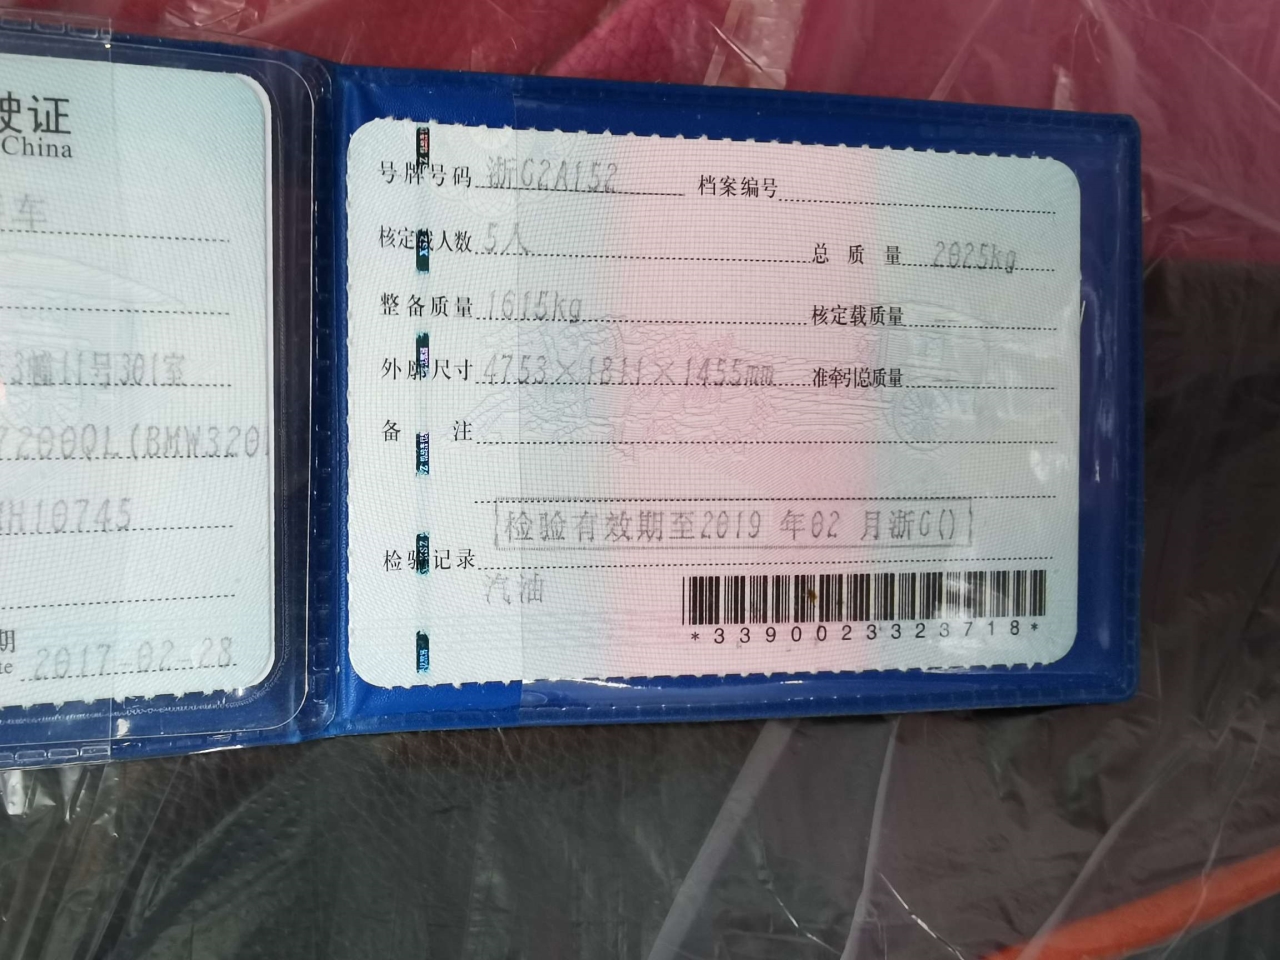 驶证
China
车
3幢11号301室
7200QL(BMW320
H10745
期
te 2017-02-28
号牌号码 浙C2A152 档案编号
核定载人数 5人 总质量 2025kg
整备质量 1615kg 核定载质量 --
外廓尺寸 4753×1811×1455mm 准牵引总质量 --
备注
检验有效期至2019 年02 月浙C()
检验记录
汽油
*3390023323718*